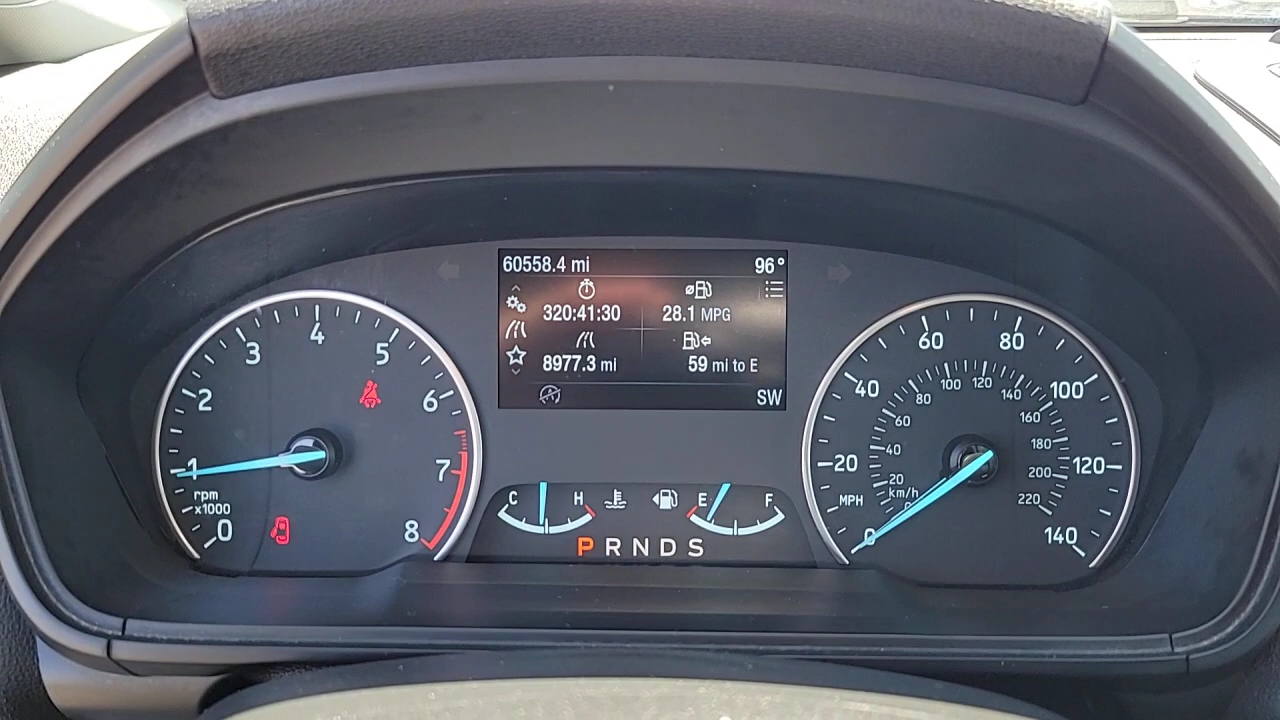 60558.4 mi 96°
320:41:30 28.1 MPG
8977.3 mi 59 mi to E
SW
0 1 2 3 4 5 6 7 8
rpm
x1000
C H
E F
P R N D S
0 20 40 60 80 100 120 140
MPH
20 40 60 80 100 120 140 160 180 200 220
km/h